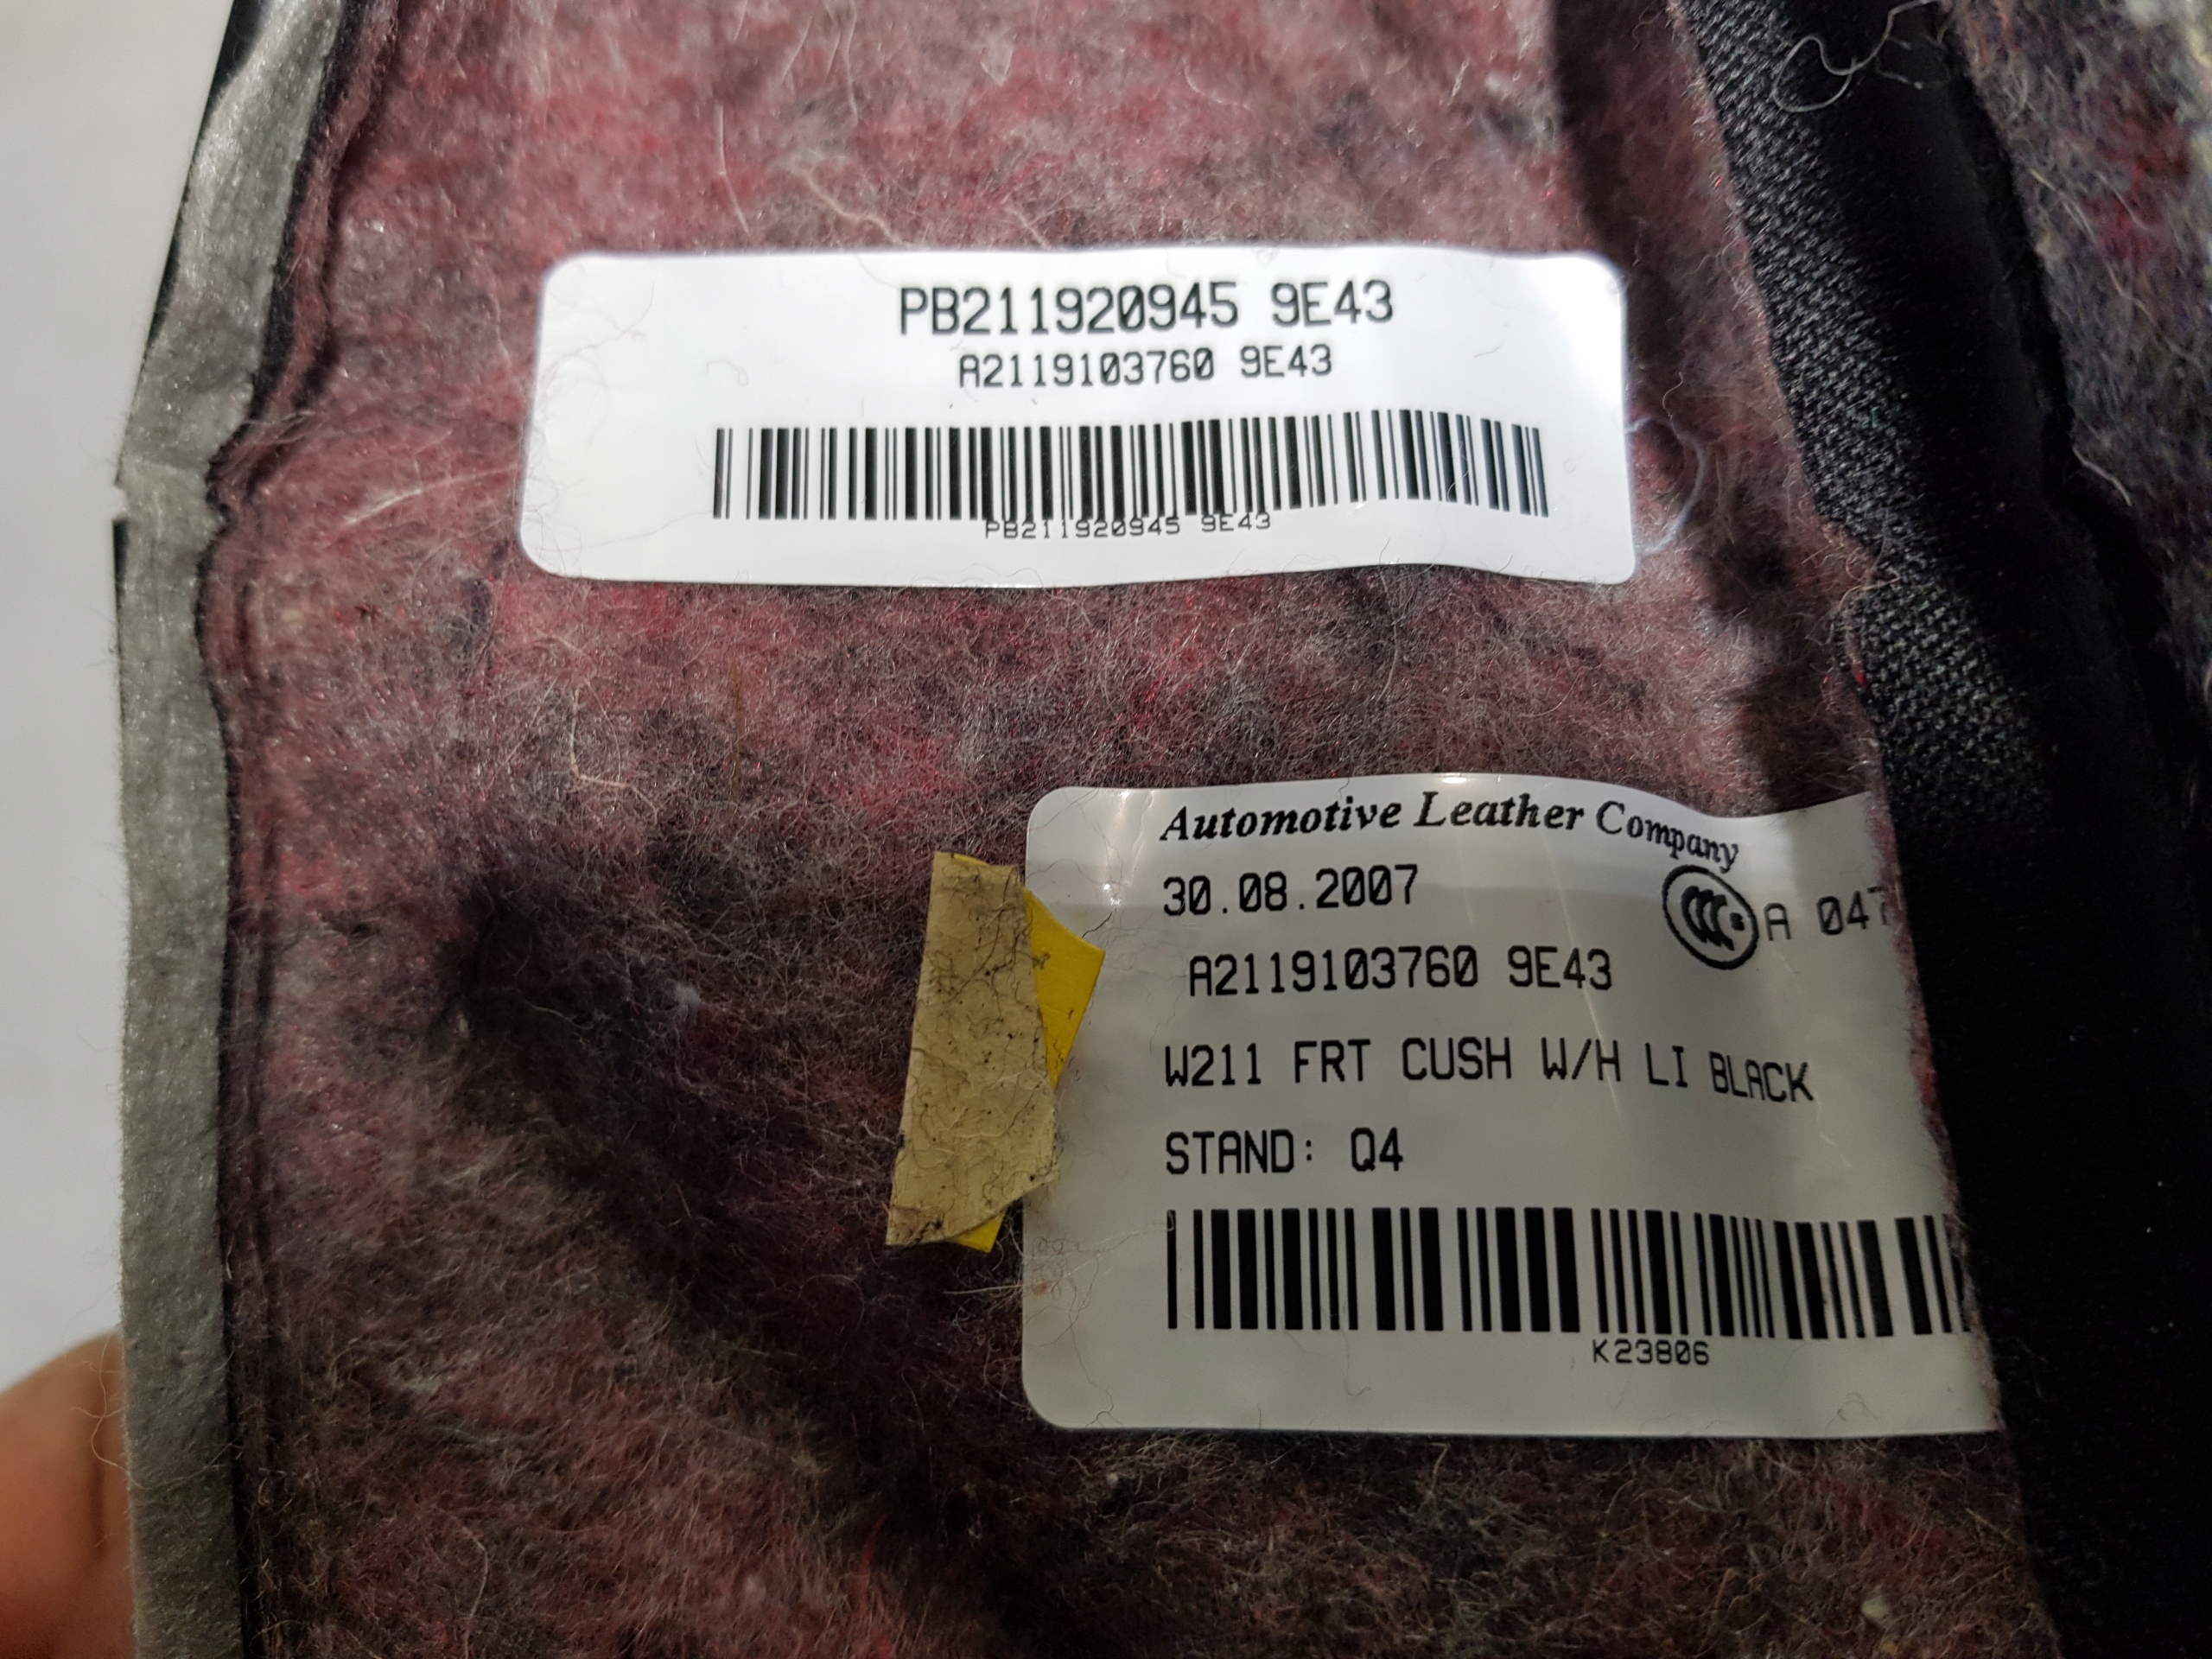 PB211920945 9E43
A2119103760 9E43
PB211920945 9E43
Automotive Leather Company
30.08.2007
CCC S A 047
A2119103760 9E43
W211 FRT CUSH W/H LI BLACK
STAND: Q4
K23806